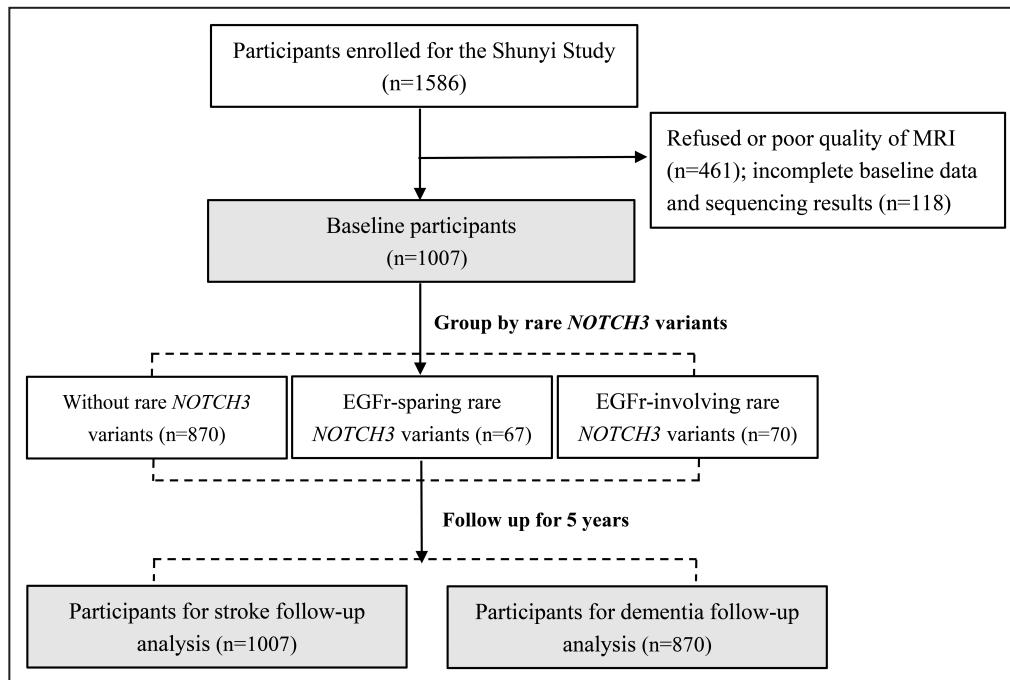 Participants enrolled for the Shunyi Study
(n=1586)
Refused or poor quality of MRI
(n=461); incomplete baseline data
and sequencing results (n=118)
Baseline participants
(n=1007)
Group by rare NOTCH3 variants
Without rare NOTCH3
variants (n=870)
EGFr-sparing rare
NOTCH3 variants (n=67)
EGFr-involving rare
NOTCH3 variants (n=70)
Follow up for 5 years
Participants for stroke follow-up
analysis (n=1007)
Participants for dementia follow-up
analysis (n=870)